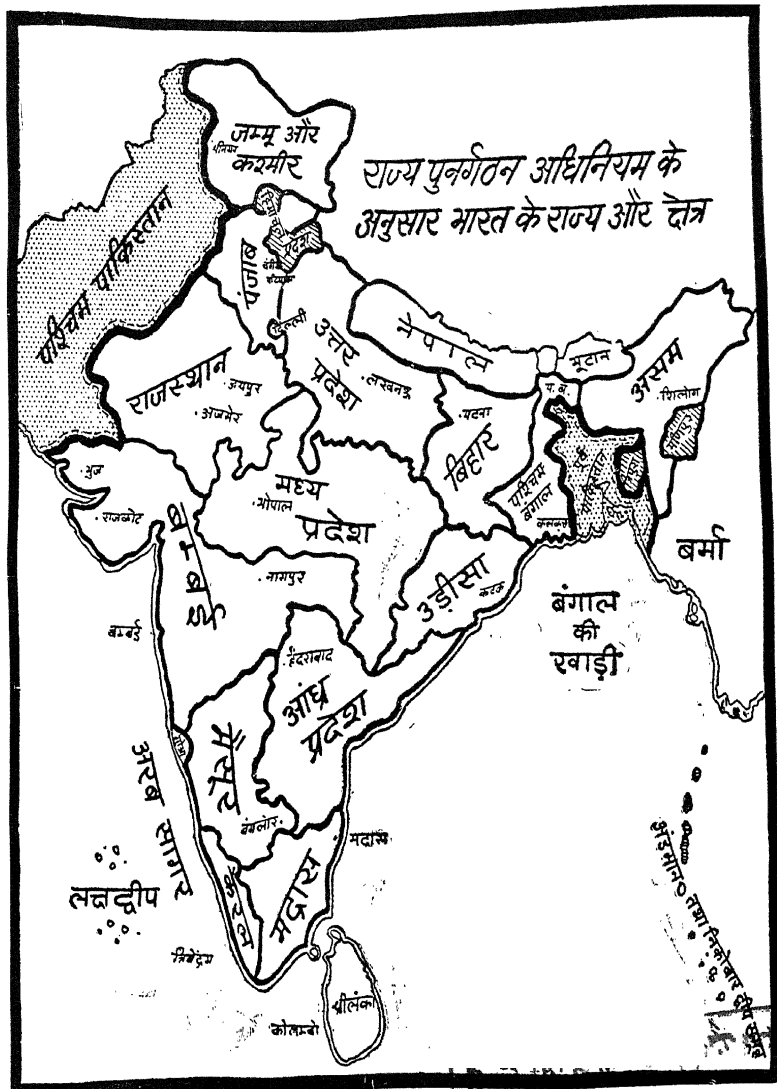 राज्य पुनर्गठन अधिनियम के
अनुसार भारत के राज्य और क्षेत्र
जम्मू और
कश्मीर
पश्चिम पाकिस्तान
पंजाब
प्रदेश
दिल्ली
उत्तर
प्रदेश
लखनऊ
नेपाल
भूटान
असम
शिलोंग
राजस्थान
जयपुर
अजमेर
पटना
बिहार
प. बं.
पश्चिम
बंगाल
कलकत्ता
भुज
राजकोट
मध्य
भोपाल
प्रदेश
बम्बई
नागपुर
उड़ीसा
कटक
बर्मा
बंगाल
की
खाड़ी
बम्बई
हैदराबाद
आंध्र
प्रदेश
मैसूर
बंगलोर
अरब सागर
मद्रास
लक्षद्वीप
केरल
मद्रास
त्रिवेंद्रम
श्रीलंका
कोलम्बो
अंडमान तथा निकोबार द्वीप समूह